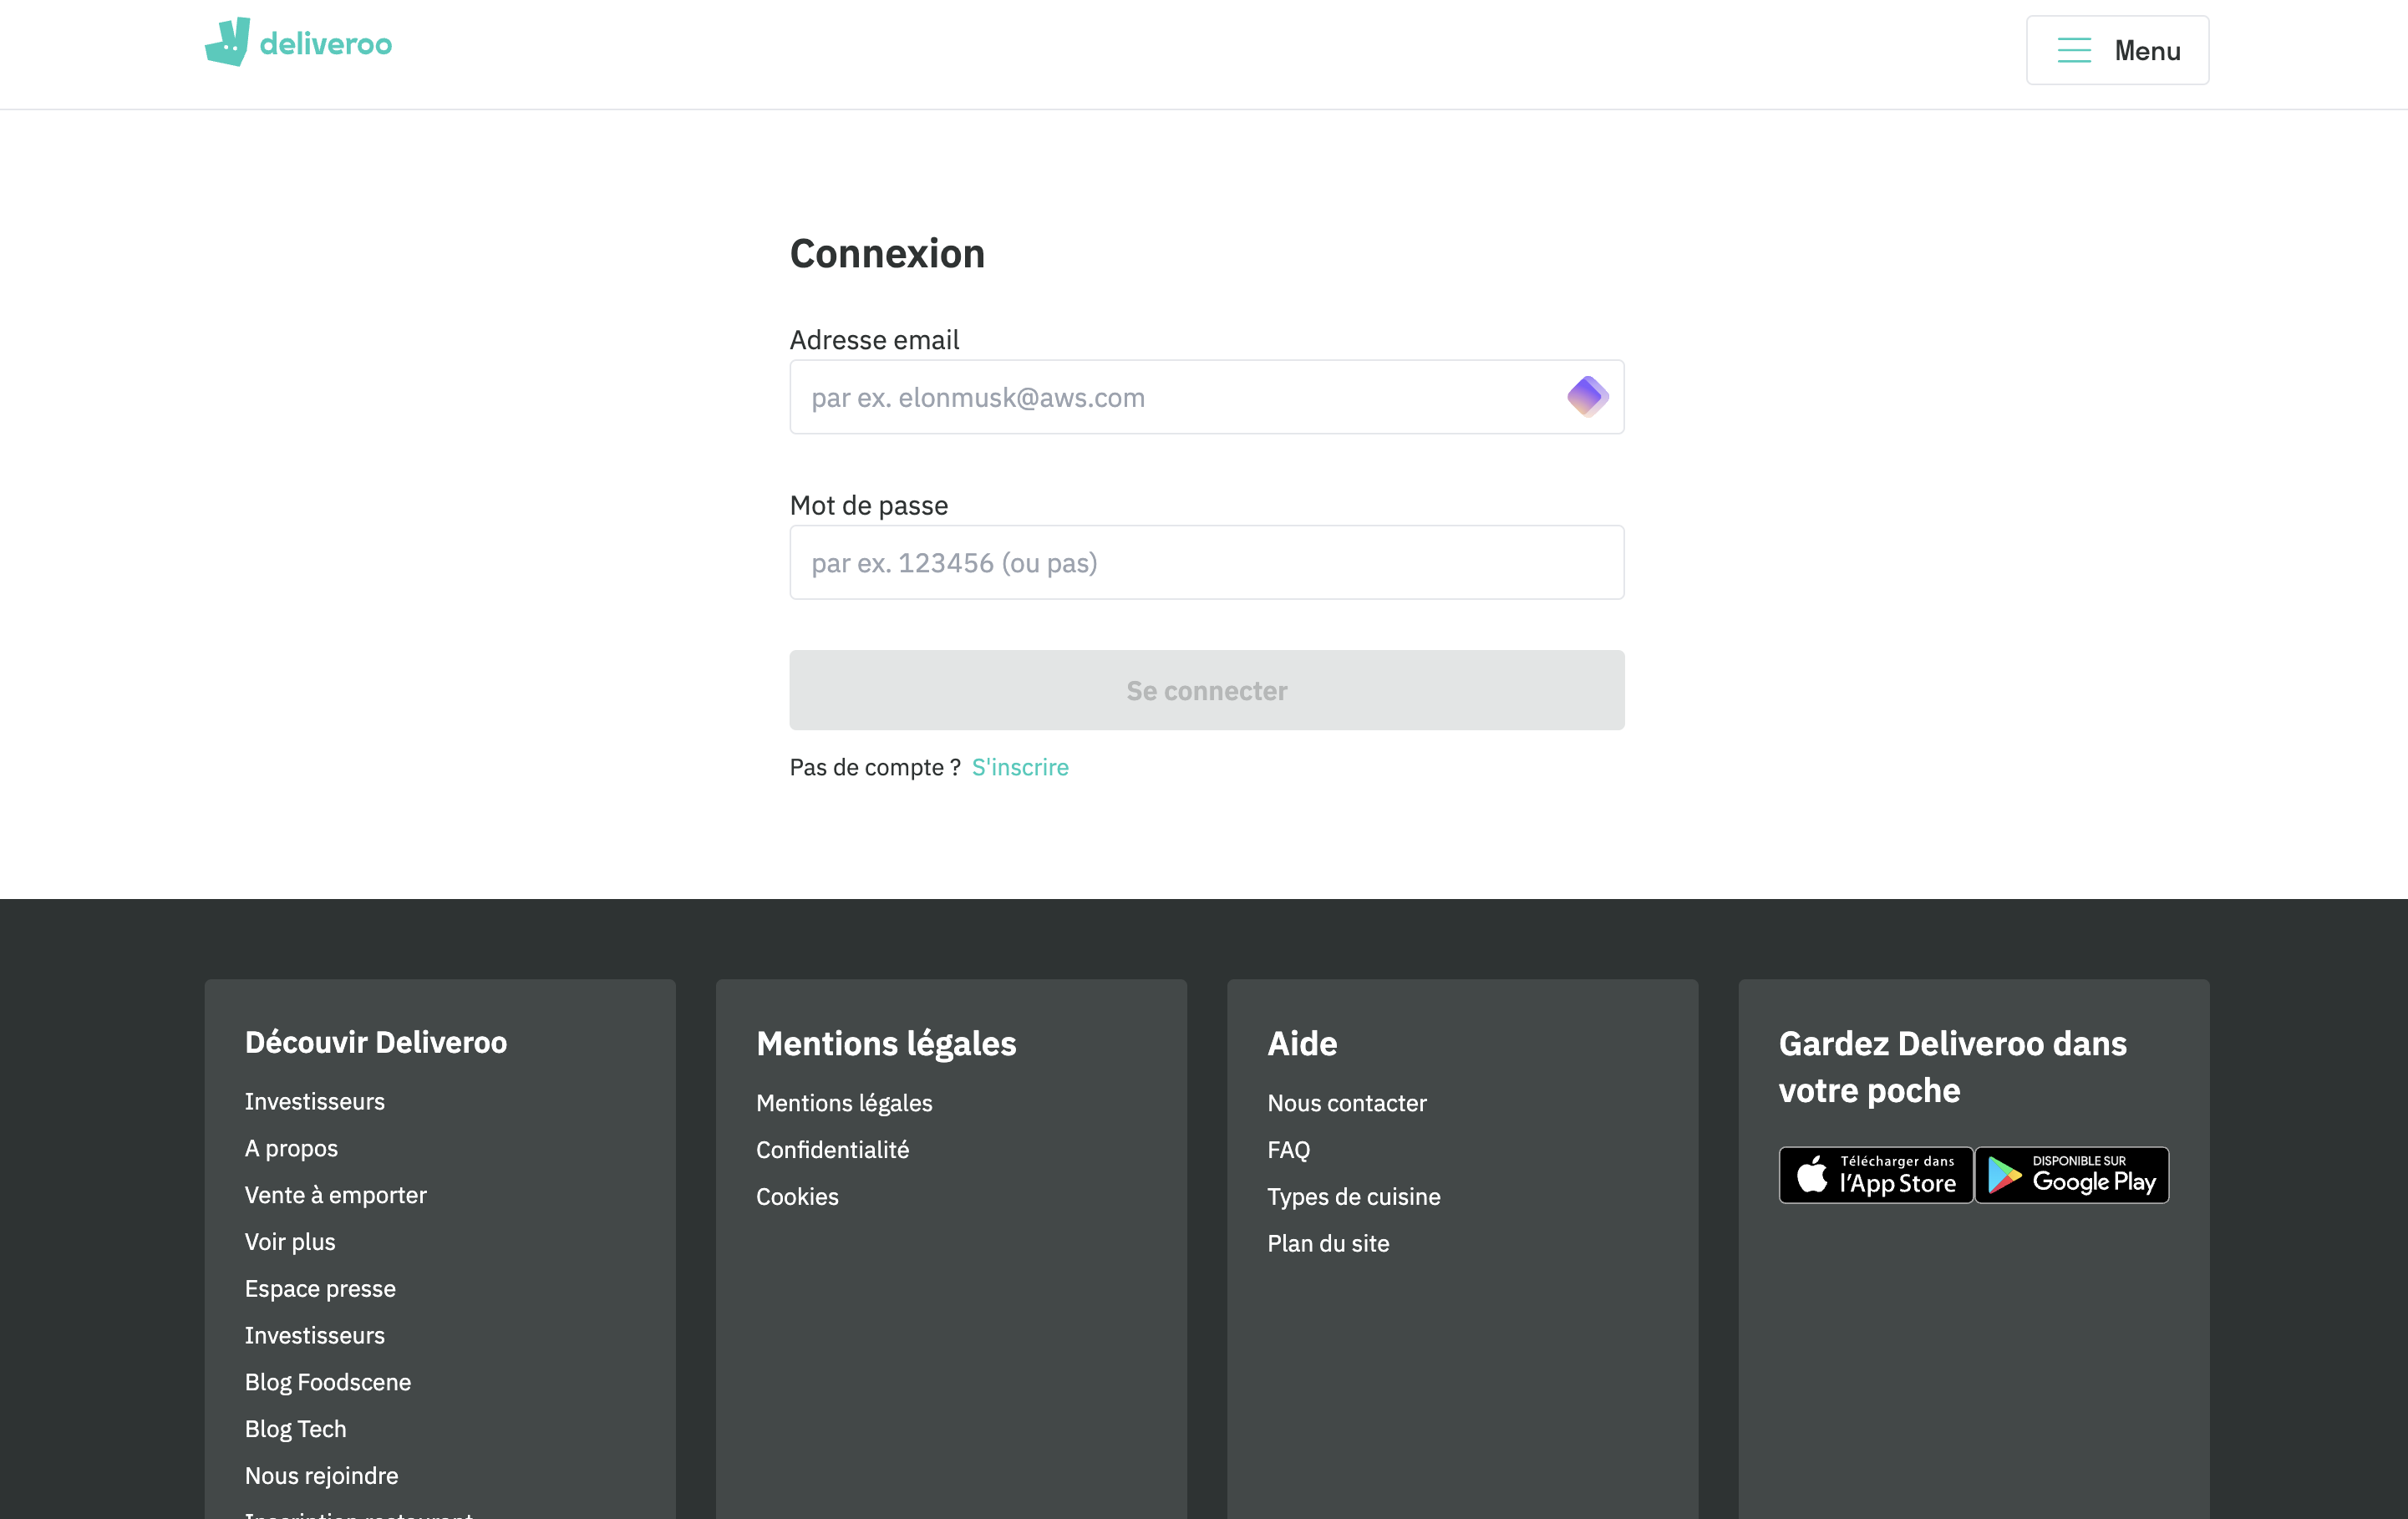 deliveroo
Menu
Connexion
Adresse email
par ex. elonmusk@aws.com
Mot de passe
par ex. 123456 (ou pas)
Se connecter
Pas de compte ? S'inscrire
Découvir Deliveroo
Investisseurs
A propos
Vente à emporter
Voir plus
Espace presse
Investisseurs
Blog Foodscene
Blog Tech
Nous rejoindre
Inscription restaurant
Mentions légales
Mentions légales
Confidentialité
Cookies
Aide
Nous contacter
FAQ
Types de cuisine
Plan du site
Gardez Deliveroo dans
votre poche
Télécharger dans
l'App Store
DISPONIBLE SUR
Google Play